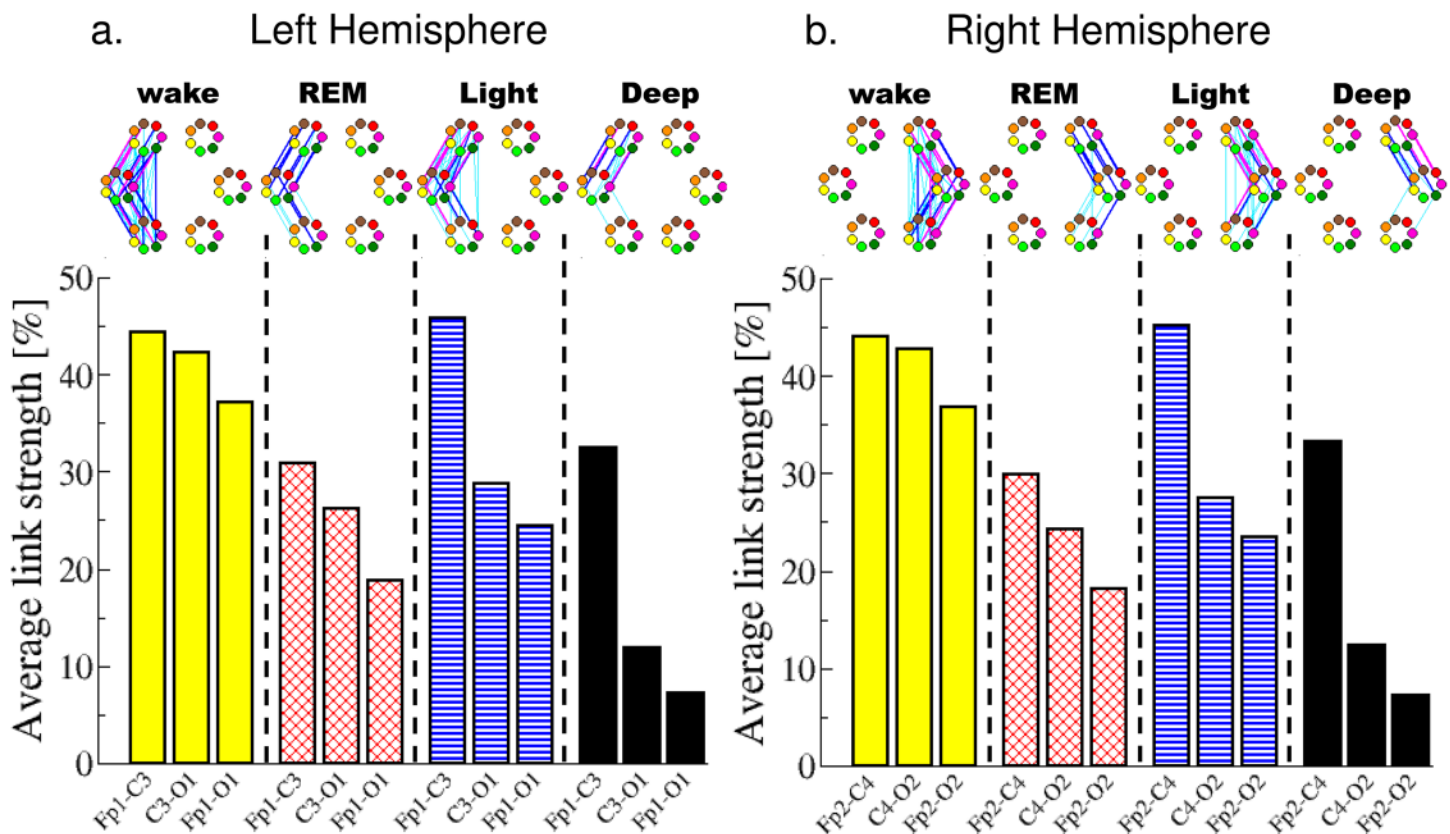 a. Left Hemisphere
wake REM Light Deep
Average link strength [%]
50
40
30
20
10
0
Fp1-C3 C3-O1 Fp1-O1 Fp1-C3 C3-O1 Fp1-O1 Fp1-C3 C3-O1 Fp1-O1 Fp1-C3 C3-O1 Fp1-O1
b. Right Hemisphere
wake REM Light Deep
Average link strength [%]
50
40
30
20
10
0
Fp2-C4 C4-O2 Fp2-O2 Fp2-C4 C4-O2 Fp2-O2 Fp2-C4 C4-O2 Fp2-O2 Fp2-C4 C4-O2 Fp2-O2